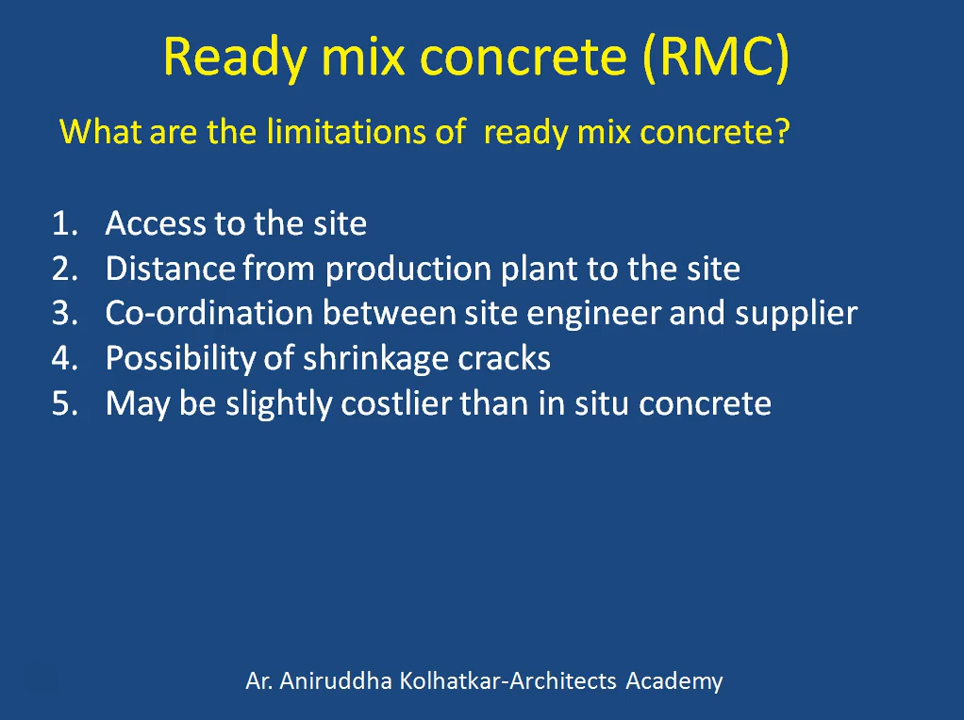 Ready mix concrete (RMC)
What are the limitations of ready mix concrete?
1. Access to the site
2. Distance from production plant to the site
3. Co-ordination between site engineer and supplier
4. Possibility of shrinkage cracks
5. May be slightly costlier than in situ concrete
Ar. Aniruddha Kolhatkar-Architects Academy